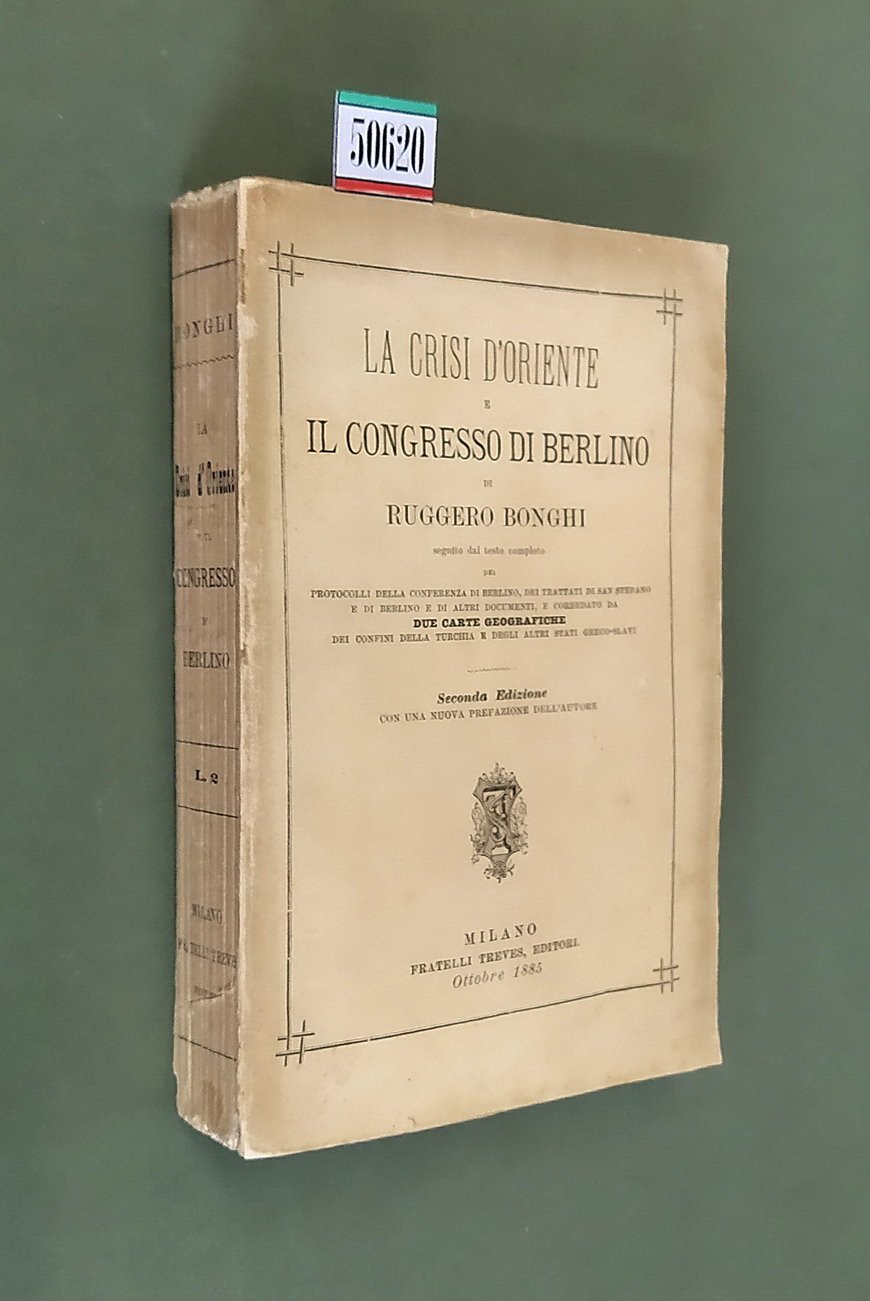 50620
LA CRISI D'ORIENTE
E
IL CONGRESSO DI BERLINO
DI
RUGGERO BONGHI
seguito dal testo completo
DEI
PROTOCOLLI DELLA CONFERENZA DI BERLINO, DEI TRATTATI DI SAN STEFANO
E DI BERLINO E DI ALTRI DOCUMENTI, E CORREDATO DA
DUE CARTE GEOGRAFICHE
DEI CONFINI DELLA TURCHIA E DEGLI ALTRI STATI GRECO-SLAVI
Seconda Edizione
CON UNA NUOVA PREFAZIONE DELL'AUTORE
MILANO
FRATELLI TREVES, EDITORI.
Ottobre 1885
LA
Crisi d'Oriente
CONGRESSO
BERLINO
L. 2
MILANO